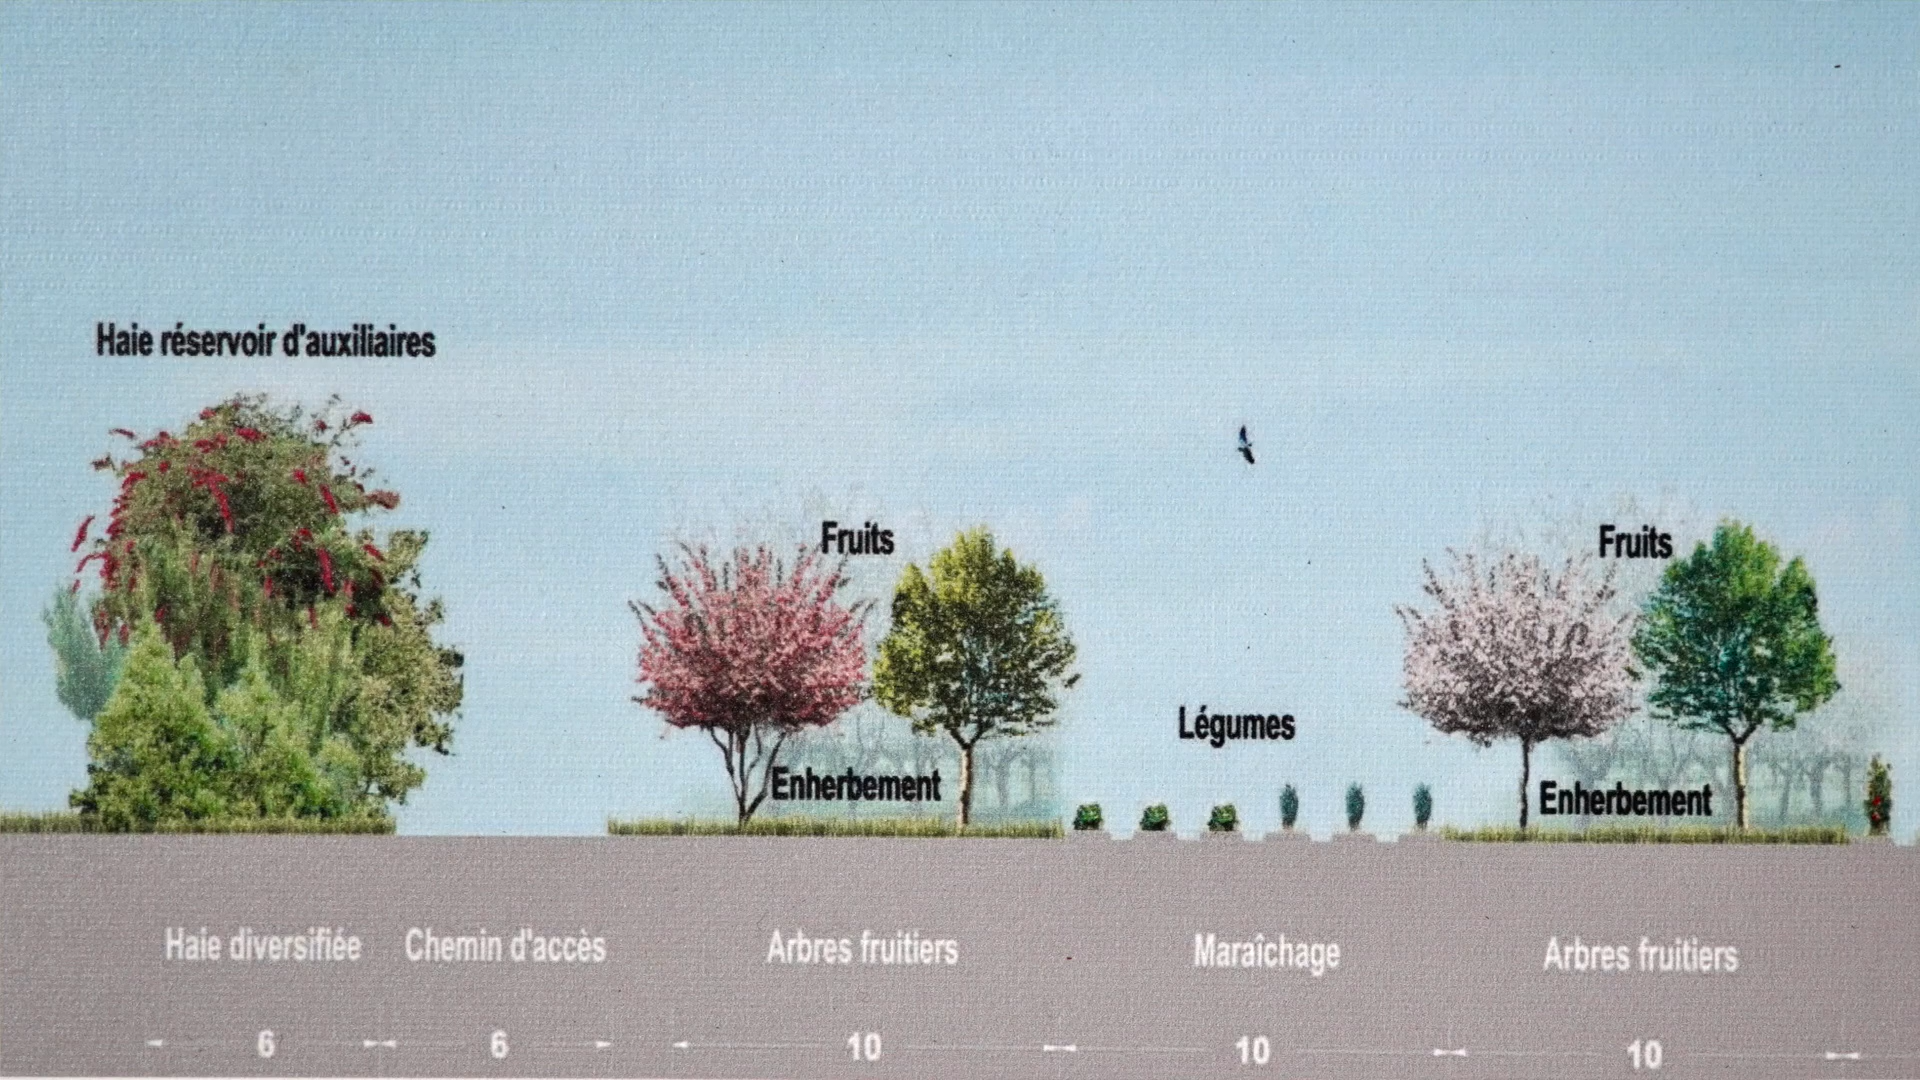 Haie réservoir d'auxiliaires
Fruits
Fruits
Légumes
Enherbement
Enherbement
Haie diversifiée
Chemin d'accès
Arbres fruitiers
Maraîchage
Arbres fruitiers
6
6
10
10
10